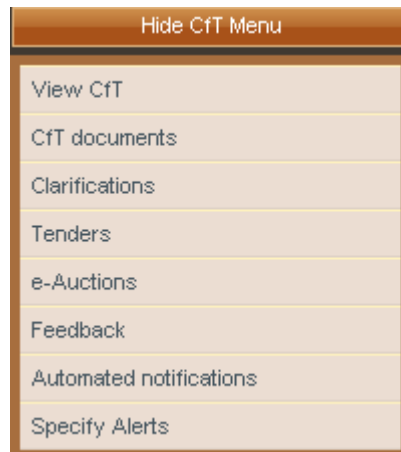 Hide CfT Menu
View CfT
CfT documents
Clarifications
Tenders
e-Auctions
Feedback
Automated notifications
Specify Alerts